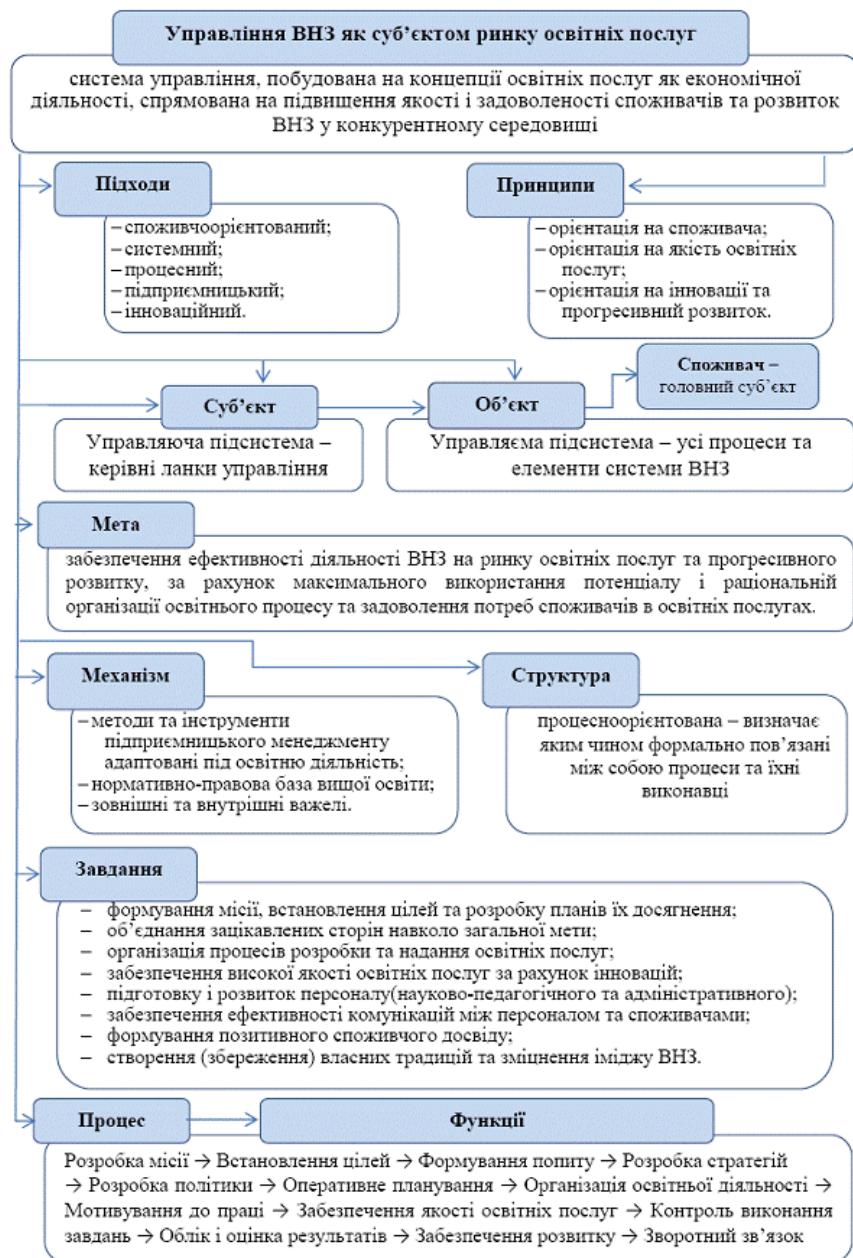 Управління ВНЗ як суб’єктом ринку освітніх послуг
система управління, побудована на концепції освітніх послуг як економічної
діяльності, спрямована на підвищення якості і задоволеності споживачів та розвиток
ВНЗ у конкурентному середовищі
Підходи
– споживчоорієнтований;
– системний;
– процесний;
– підприємницький;
– інноваційний.
Принципи
– орієнтація на споживача;
– орієнтація на якість освітніх
послуг;
– орієнтація на інновації та
прогресивний розвиток.
Споживач –
головний суб’єкт
Суб’єкт
Об’єкт
Управляюча підсистема –
керівні ланки управління
Управляєма підсистема – усі процеси та
елементи системи ВНЗ
Мета
забезпечення ефективності діяльності ВНЗ на ринку освітніх послуг та прогресивного
розвитку, за рахунок максимального використання потенціалу і раціональній
організації освітнього процесу та задоволення потреб споживачів в освітніх послугах.
Механізм
– методи та інструменти
підприємницького менеджменту
адаптовані під освітню діяльність;
– нормативно-правова база вищої освіти;
– зовнішні та внутрішні важелі.
Структура
процесноорієнтована – визначає
яким чином формально пов’язані
між собою процеси та їхні
виконавці
Завдання
– формування місії, встановлення цілей та розробку планів їх досягнення;
– об’єднання зацікавлених сторін навколо загальної мети;
– організація процесів розробки та надання освітніх послуг;
– забезпечення високої якості освітніх послуг за рахунок інновацій;
– підготовку і розвиток персоналу(науково-педагогічного та адміністративного);
– забезпечення ефективності комунікацій між персоналом та споживачами;
– формування позитивного споживчого досвіду;
– створення (збереження) власних традицій та зміцнення іміджу ВНЗ.
Процес
Функції
Розробка місії → Встановлення цілей → Формування попиту → Розробка стратегій
→ Розробка політики → Оперативне планування → Організація освітньої діяльності →
Мотивування до праці → Забезпечення якості освітніх послуг → Контроль виконання
завдань → Облік і оцінка результатів → Забезпечення розвитку → Зворотний зв’язок